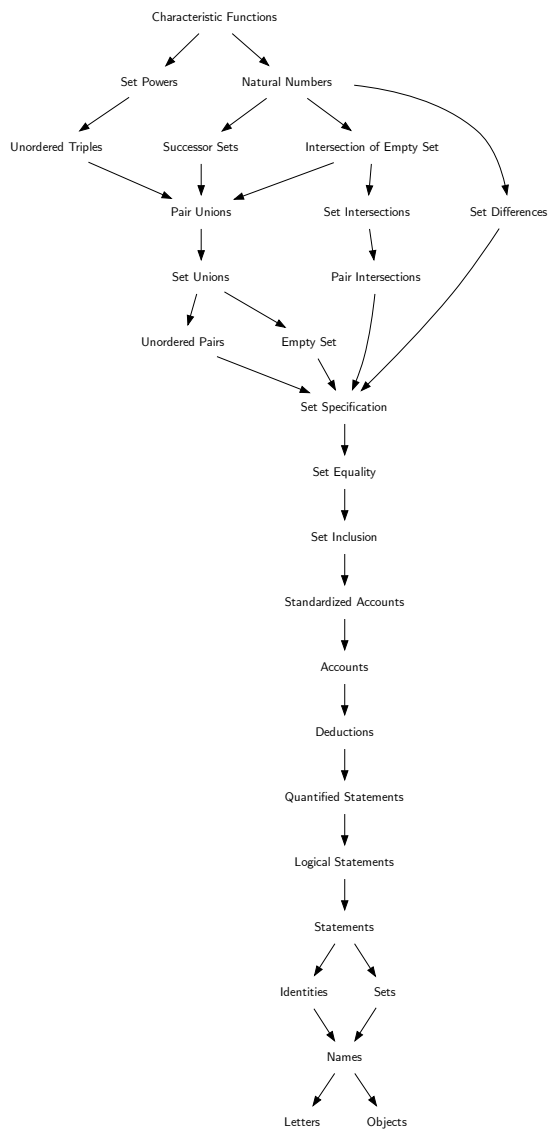 Characteristic Functions
Set Powers
Natural Numbers
Unordered Triples
Successor Sets
Intersection of Empty Set
Pair Unions
Set Intersections
Set Differences
Set Unions
Pair Intersections
Unordered Pairs
Empty Set
Set Specification
Set Equality
Set Inclusion
Standardized Accounts
Accounts
Deductions
Quantified Statements
Logical Statements
Statements
Identities
Sets
Names
Letters
Objects